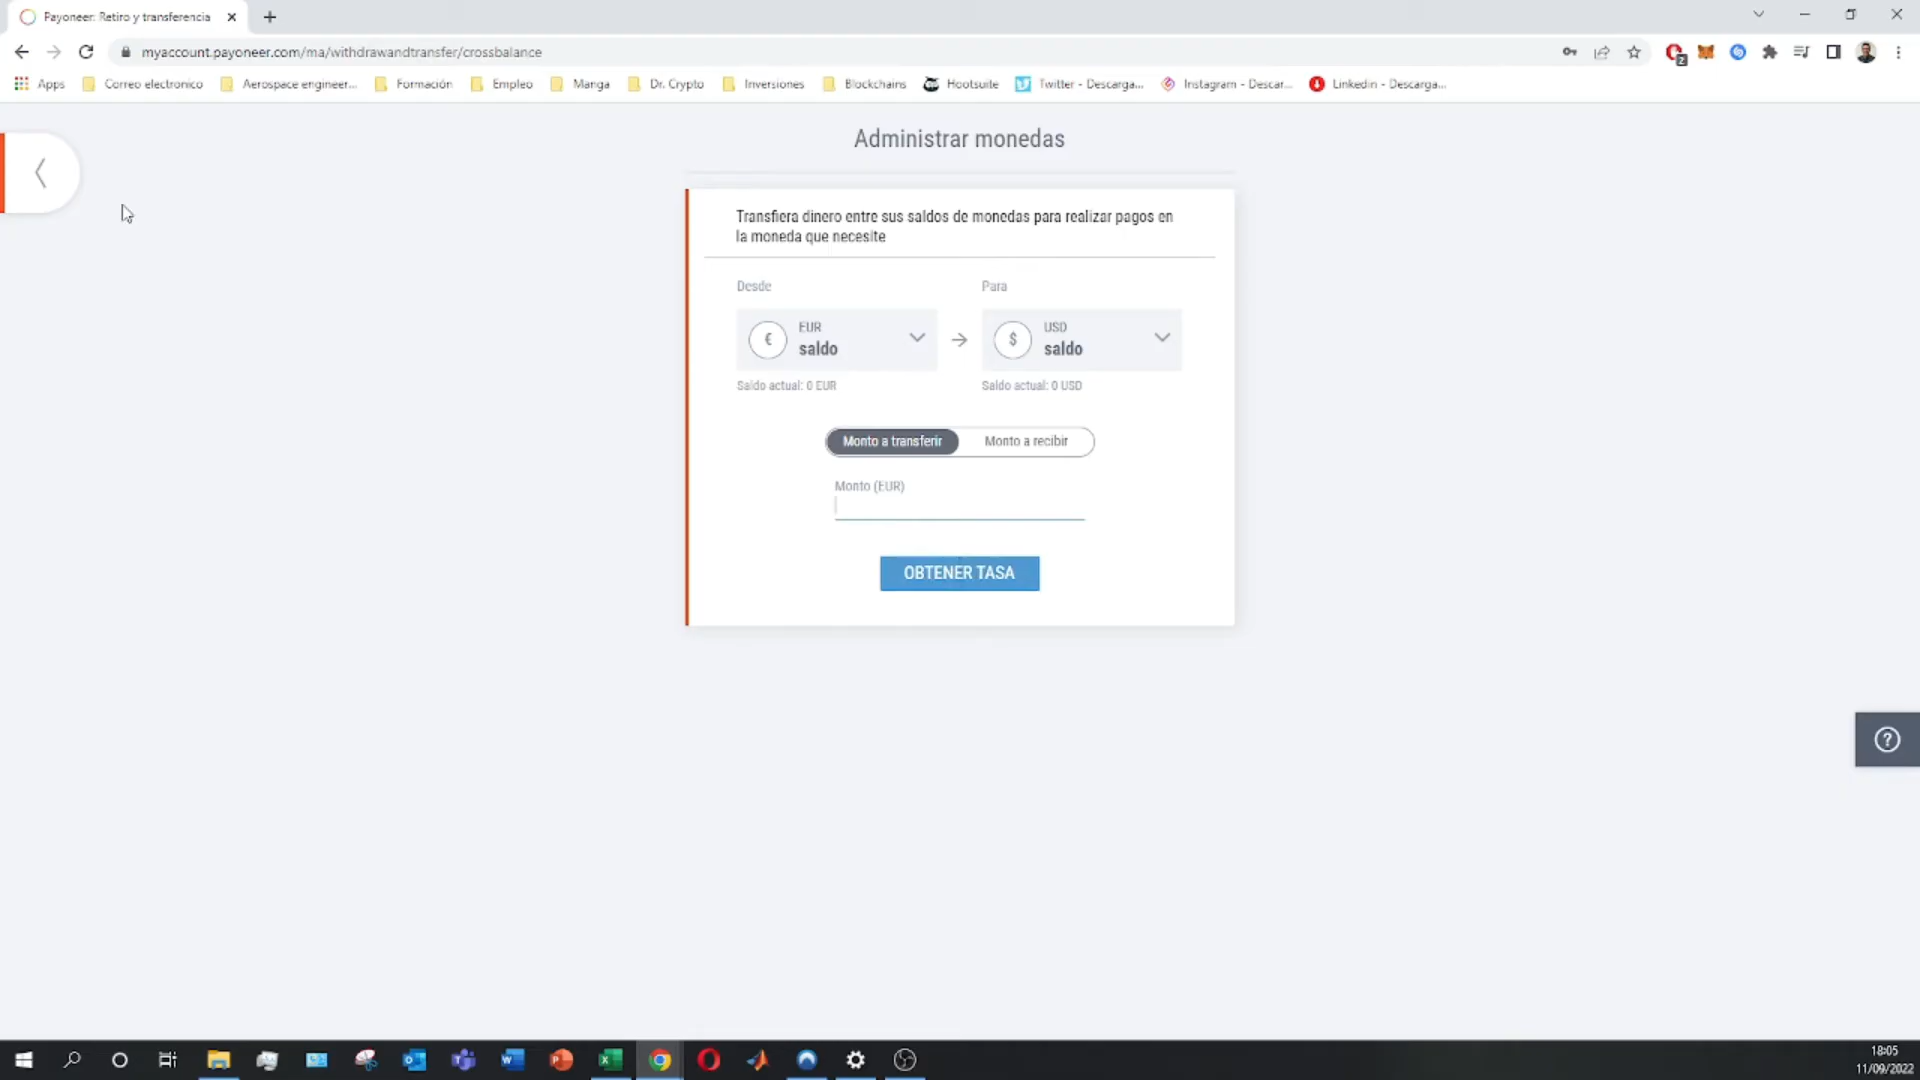 Payoneer: Retiro y transferencia
myaccount.payoneer.com/ma/withdrawandtransfer/crossbalance
2
Apps
Correo electronico
Aerospace engineer...
Formación
Empleo
Manga
Dr. Crypto
Inversiones
Blockchains
Hootsuite
Twitter - Descarga...
Instagram - Descar...
Linkedin - Descarga...
Administrar monedas
Transfiera dinero entre sus saldos de monedas para realizar pagos en
la moneda que necesite
Desde
Para
€
EUR
saldo
$
USD
saldo
Saldo actual: 0 EUR
Saldo actual: 0 USD
Monto a transferir
Monto a recibir
Monto (EUR)
OBTENER TASA
?
18:05
11/09/2022